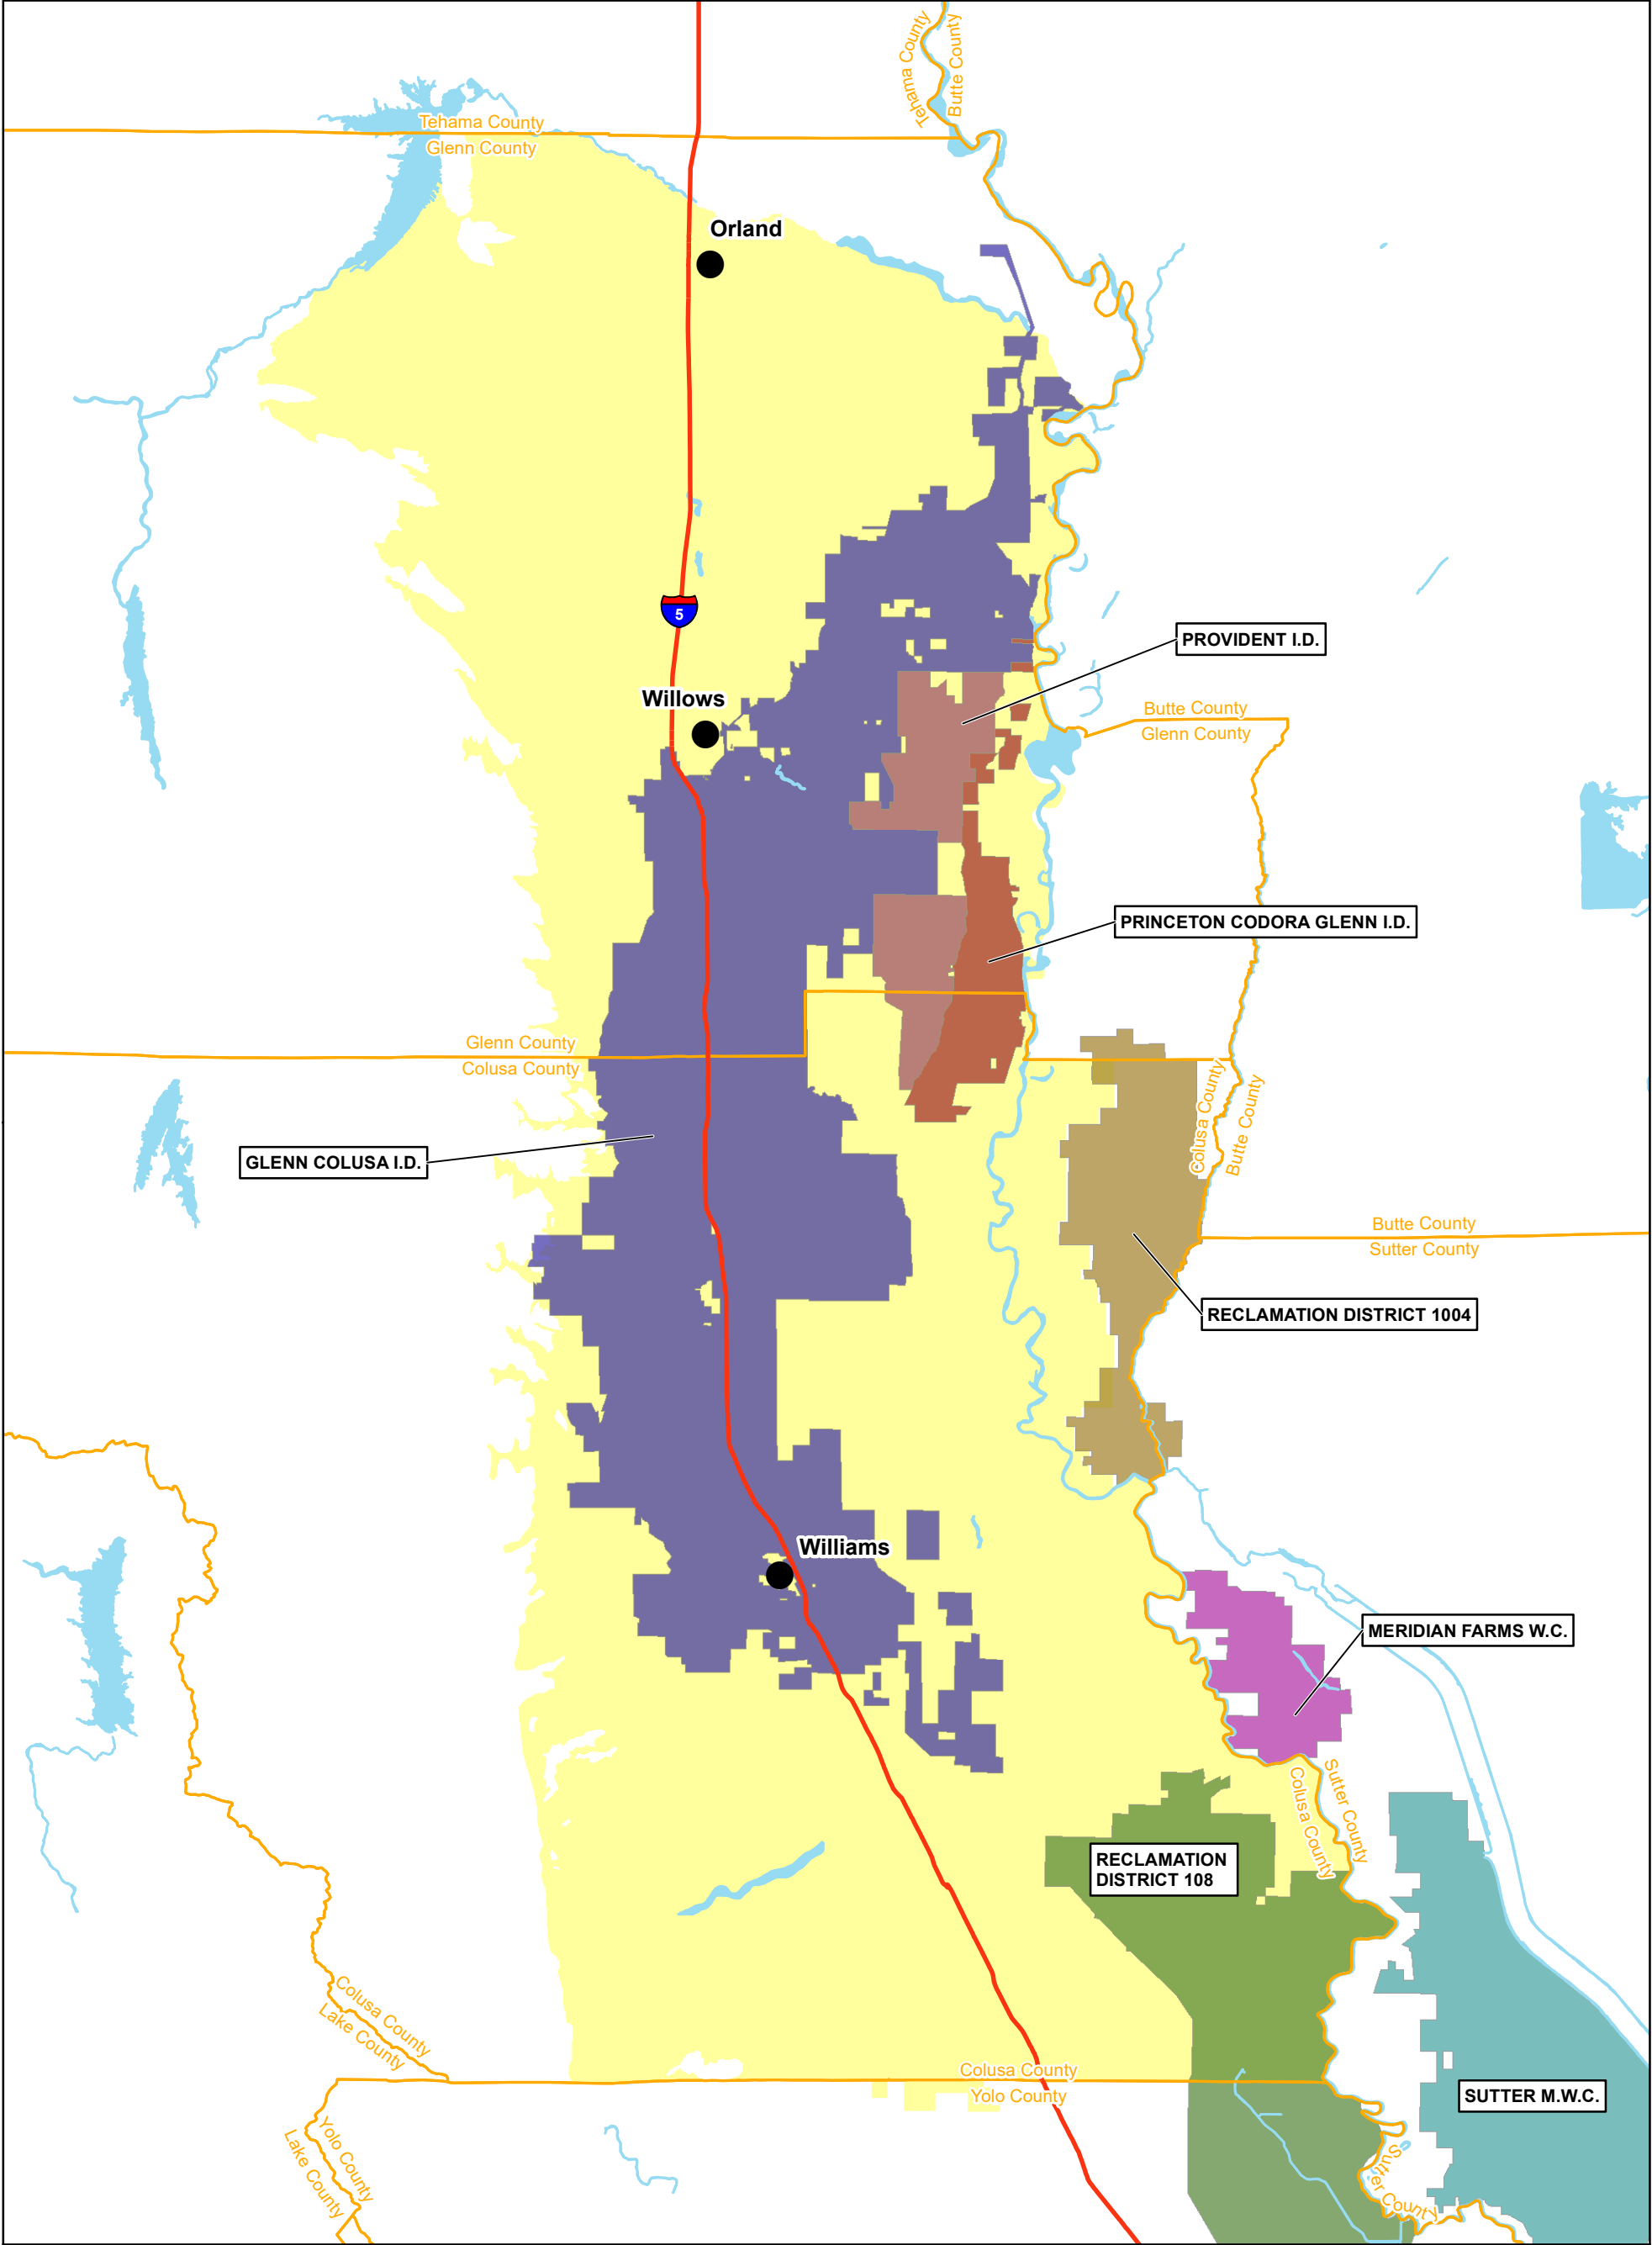 Tehama County
Butte County
Tehama County
Glenn County
Orland
5
PROVIDENT I.D.
Willows
Butte County
Glenn County
PRINCETON CODORA GLENN I.D.
Glenn County
Colusa County
Colusa County
Butte County
GLENN COLUSA I.D.
Butte County
Sutter County
RECLAMATION DISTRICT 1004
Williams
MERIDIAN FARMS W.C.
Sutter County
Colusa County
RECLAMATION
DISTRICT 108
Colusa County
Lake County
Colusa County
Yolo County
SUTTER M.W.C.
Yolo County
Lake County
Sutter County